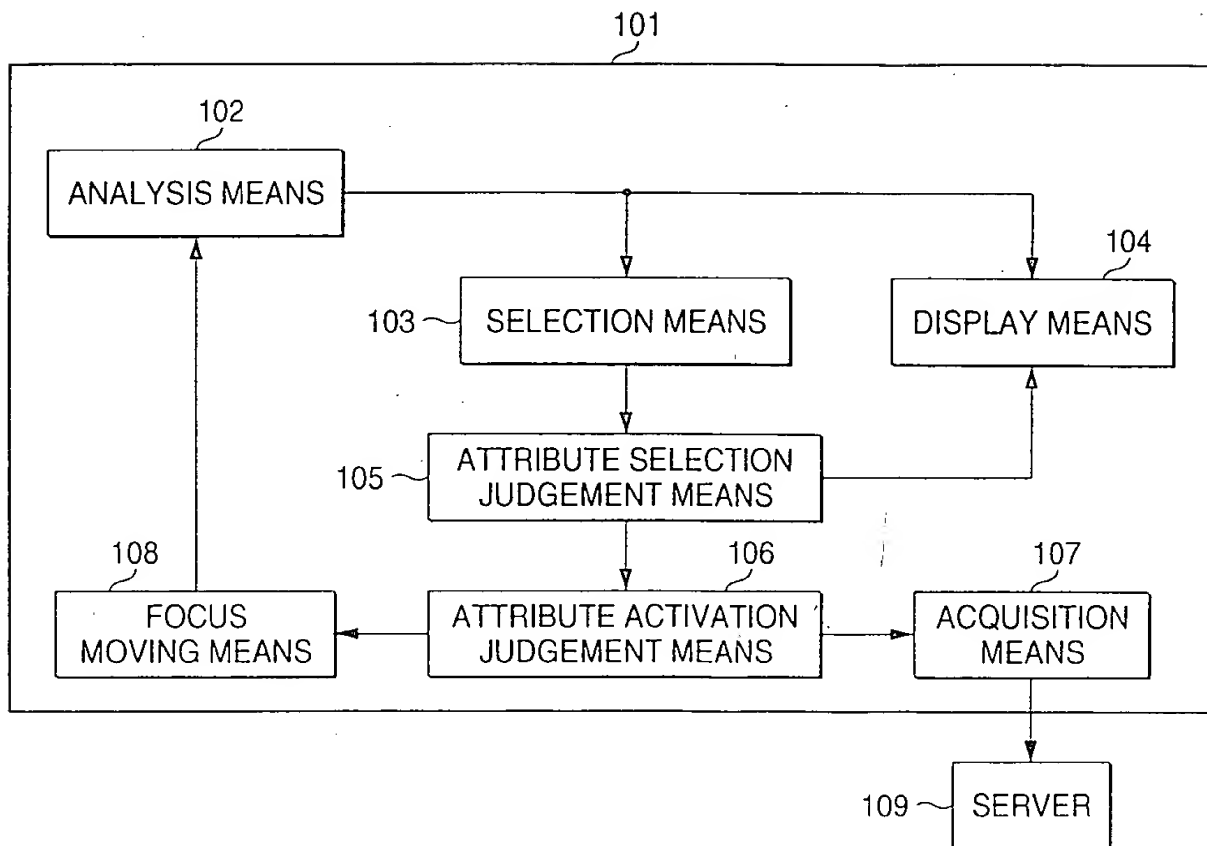 101
102
ANALYSIS MEANS
103
SELECTION MEANS
104
DISPLAY MEANS
105
ATTRIBUTE SELECTION
JUDGEMENT MEANS
108
FOCUS
MOVING MEANS
106
ATTRIBUTE ACTIVATION
JUDGEMENT MEANS
107
ACQUISITION
MEANS
109
SERVER